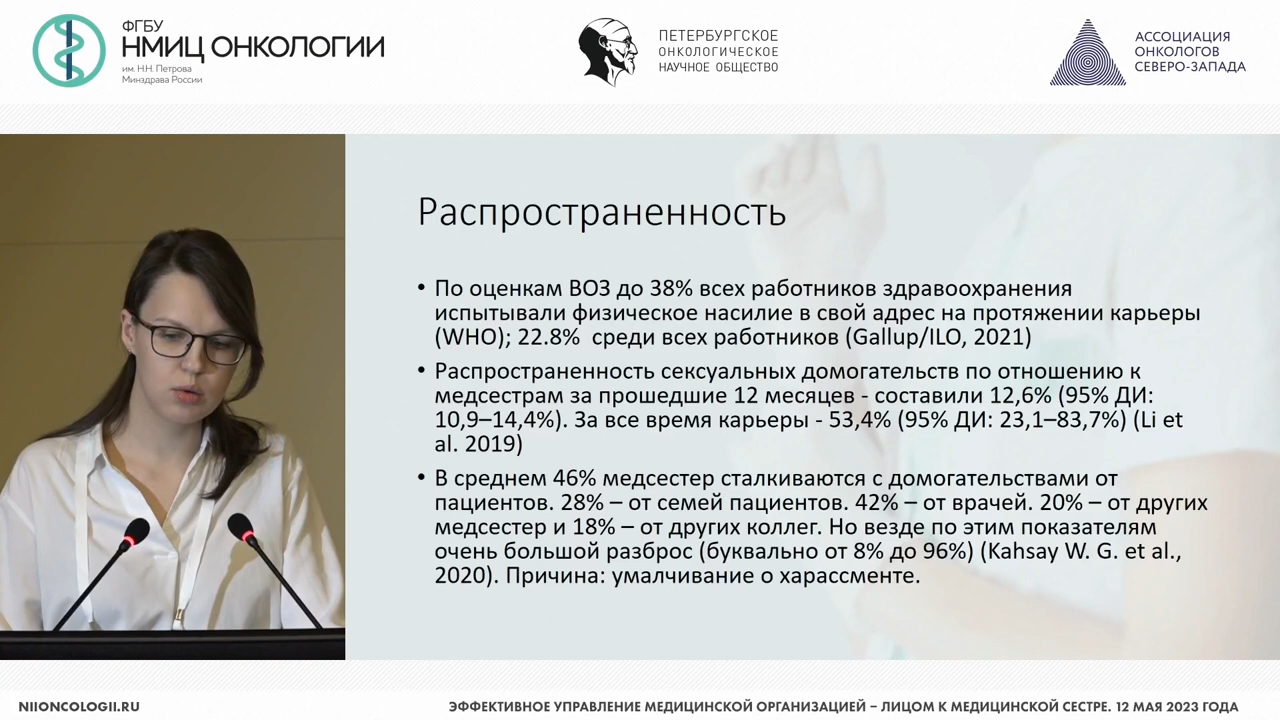 ФГБУ
НМИЦ ОНКОЛОГИИ
им. Н.Н. Петрова
Минздрава России
ПЕТЕРБУРГСКОЕ
ОНКОЛОГИЧЕСКОЕ
НАУЧНОЕ ОБЩЕСТВО
АССОЦИАЦИЯ
ОНКОЛОГОВ
СЕВЕРО-ЗАПАДА
Распространенность
• По оценкам ВОЗ до 38% всех работников здравоохранения
испытывали физическое насилие в свой адрес на протяжении карьеры
(WHO); 22.8% среди всех работников (Gallup/ILO, 2021)
• Распространенность сексуальных домогательств по отношению к
медсестрам за прошедшие 12 месяцев - составили 12,6% (95% ДИ:
10,9–14,4%). За все время карьеры - 53,4% (95% ДИ: 23,1–83,7%) (Li et
al. 2019)
• В среднем 46% медсестер сталкиваются с домогательствами от
пациентов. 28% – от семей пациентов. 42% – от врачей. 20% – от других
медсестер и 18% – от других коллег. Но везде по этим показателям
очень большой разброс (буквально от 8% до 96%) (Kahsay W. G. et al.,
2020). Причина: умалчивание о харассменте.
NIIONCOLOGII.RU
ЭФФЕКТИВНОЕ УПРАВЛЕНИЕ МЕДИЦИНСКОЙ ОРГАНИЗАЦИЕЙ – ЛИЦОМ К МЕДИЦИНСКОЙ СЕСТРЕ. 12 МАЯ 2023 ГОДА